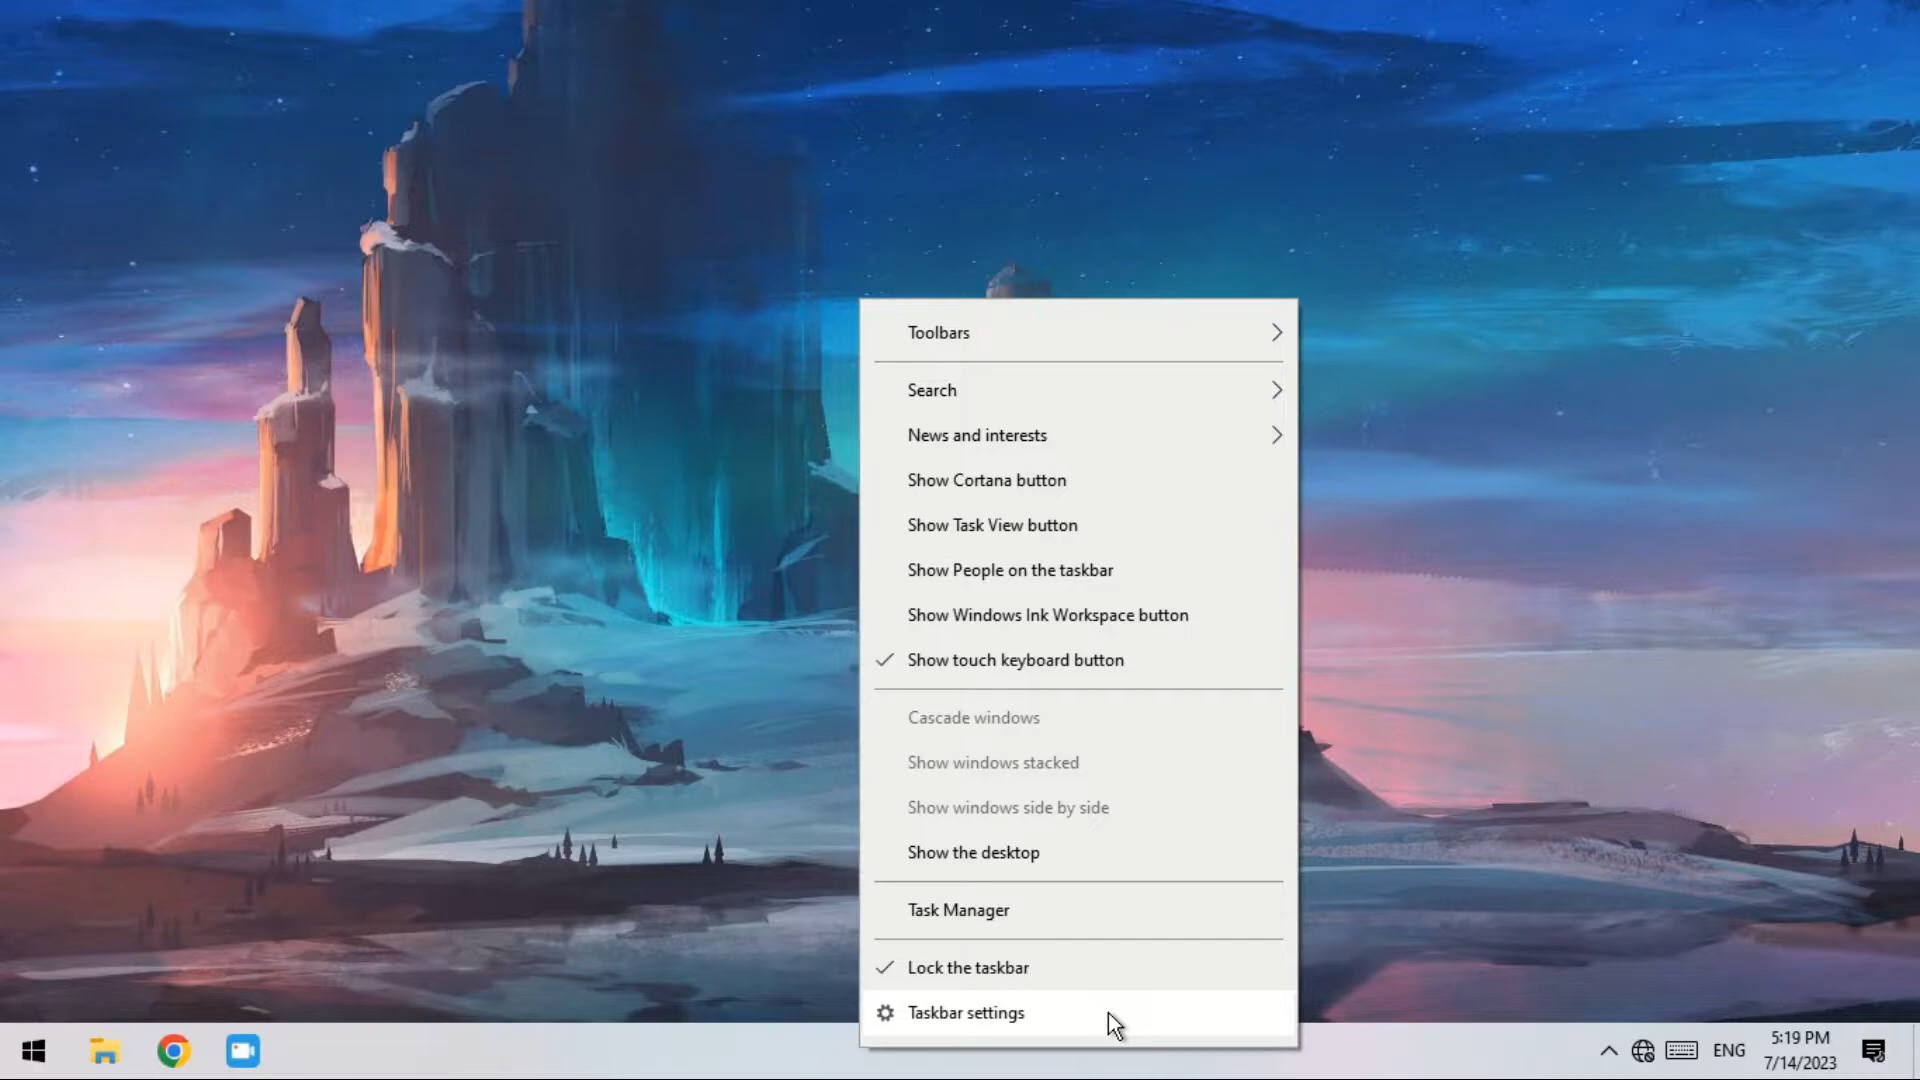 Toolbars
Search
News and interests
Show Cortana button
Show Task View button
Show People on the taskbar
Show Windows Ink Workspace button
Show touch keyboard button
Cascade windows
Show windows stacked
Show windows side by side
Show the desktop
Task Manager
Lock the taskbar
Taskbar settings
ENG
5:19 PM
7/14/2023